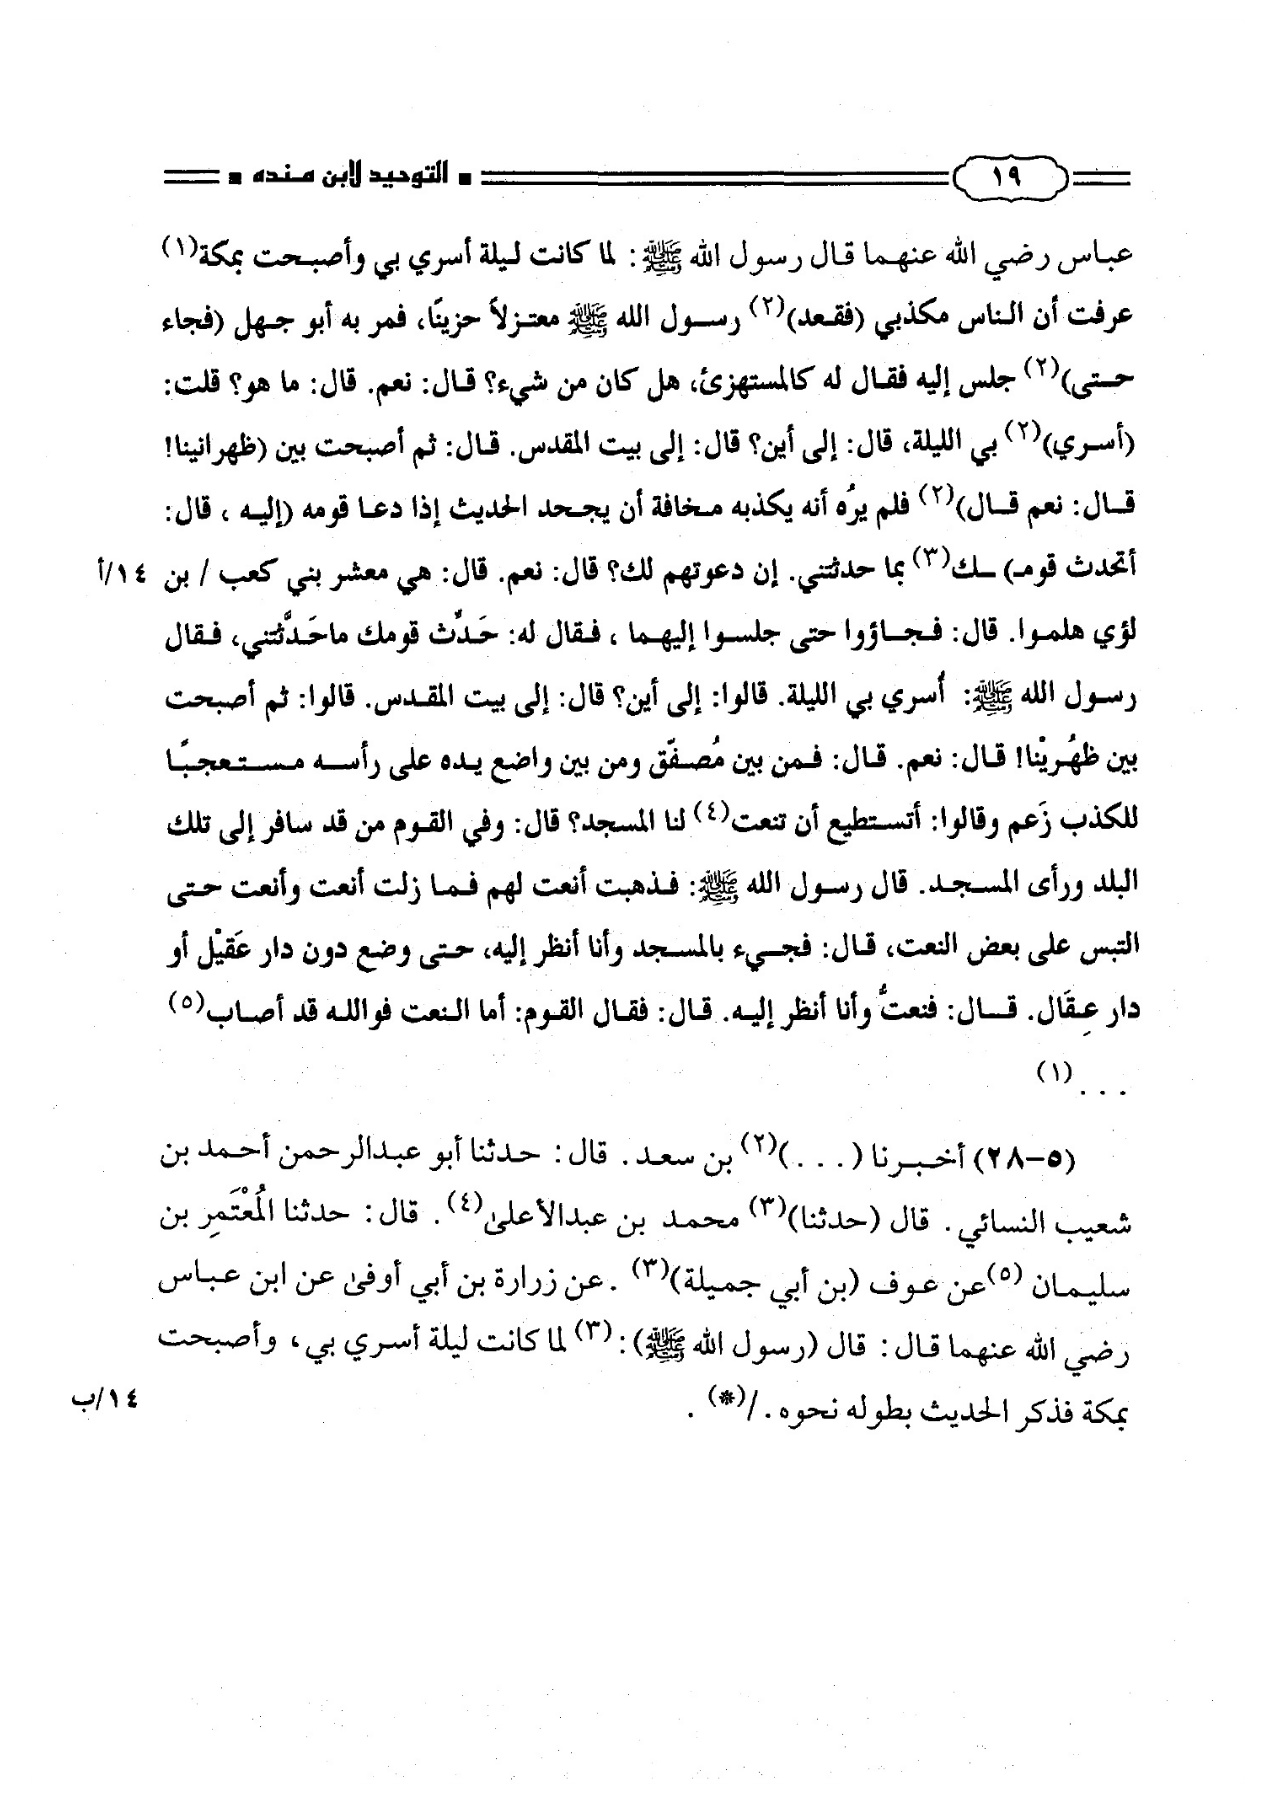 ١٩ التوحيد لابن منده
عباس رضي الله عنهما قال رسول الله ﷺ: لما كانت ليلة أسري بي وأصبحت بمكة(١)
عرفت أن الناس مكذبي (فقعد)(٢) رسول الله ﷺ معتزلاً حزينًا، فمر به أبو جهل (فجاء
حتى)(٢) جلس إليه فقال له كالمستهزئ، هل كان من شيء؟ قال: نعم. قال: ما هو؟ قلت:
(أسري)(٢) بي الليلة، قال: إلى أين؟ قال: إلى بيت المقدس. قال: ثم أصبحت بين (ظهرانينا!
قال: نعم قال)(٢) فلم يرُه أنه يكذبه مخافة أن يجحد الحديث إذا دعا قومه (إليه ، قال:
أتحدث قومـ) ـلك(٣) بما حدثتني. إن دعوتهم لك؟ قال: نعم. قال: هي معشر بني كعب / بن ١٤/أ
لؤي هلموا. قال: فجاؤوا حتى جلسوا إليهما ، فقال له: حَدِّث قومك ماحَدَّثتني، فقال
رسول الله ﷺ: أُسري بي الليلة. قالوا: إلى أين؟ قال: إلى بيت المقدس. قالوا: ثم أصبحت
بين ظهُريْنا! قال: نعم. قال: فمن بين مُصفّق ومن بين واضع يده على رأسه مستعجبًا
للكذب زَعم وقالوا: أتستطيع أن تنعت(٤) لنا المسجد؟ قال: وفي القوم من قد سافر إلى تلك
البلد ورأى المسجد. قال رسول الله ﷺ: فذهبت أنعت لهم فما زلت أنعت وأنعت حتى
التبس على بعض النعت، قال: فجيء بالمسجد وأنا أنظر إليه، حتى وضع دون دار عَقيْل أو
دار عِقَال. قال: فنعتُّ وأنا أنظر إليه. قال: فقال القوم: أما النعت فوالله قد أصاب(٥)
. . .(١)
(٥-٢٨) أخبرنا (. . .)(٢) بن سعد. قال: حدثنا أبو عبدالرحمن أحمد بن
شعيب النسائي. قال (حدثنا)(٣) محمد بن عبدالأعلى(٤). قال: حدثنا المُعْتَمِر بن
سليمان (٥)عن عوف (بن أبي جميلة)(٣) .عن زرارة بن أبي أوفى عن ابن عباس
رضي الله عنهما قال: قال (رسول الله ﷺ):(٣) لما كانت ليلة أسري بي، وأصبحت
بمكة فذكر الحديث بطوله نحوه./(*) . ١٤/ب